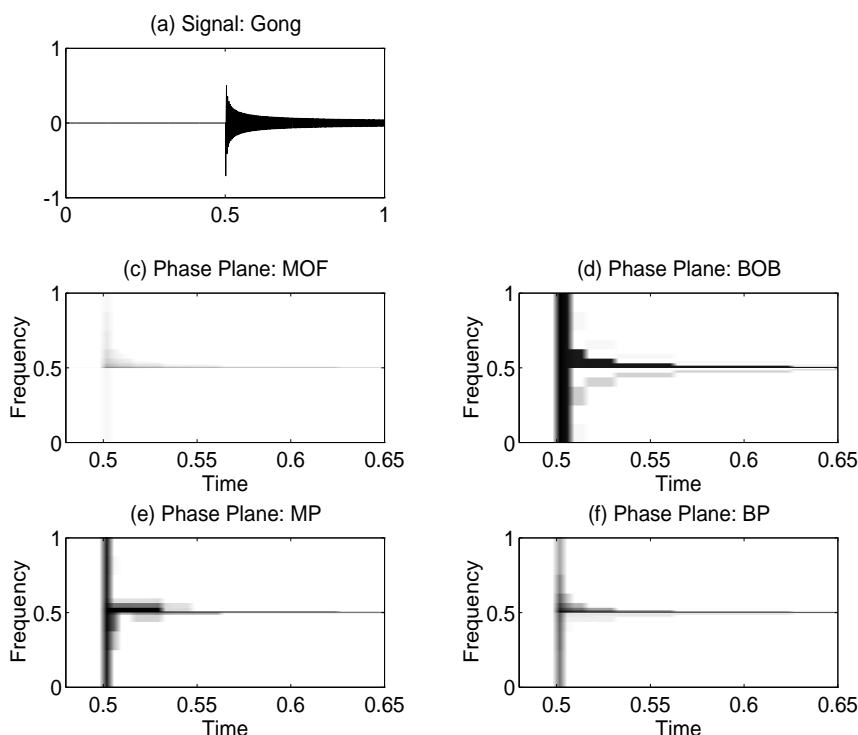 (a) Signal: Gong
1
0
-1
0
0.5
1
(c) Phase Plane: MOF
1
0.5
0
Frequency
0.5
0.55
0.6
0.65
Time
(d) Phase Plane: BOB
1
0.5
0
Frequency
0.5
0.55
0.6
0.65
Time
(e) Phase Plane: MP
1
0.5
0
Frequency
0.5
0.55
0.6
0.65
Time
(f) Phase Plane: BP
1
0.5
0
Frequency
0.5
0.55
0.6
0.65
Time